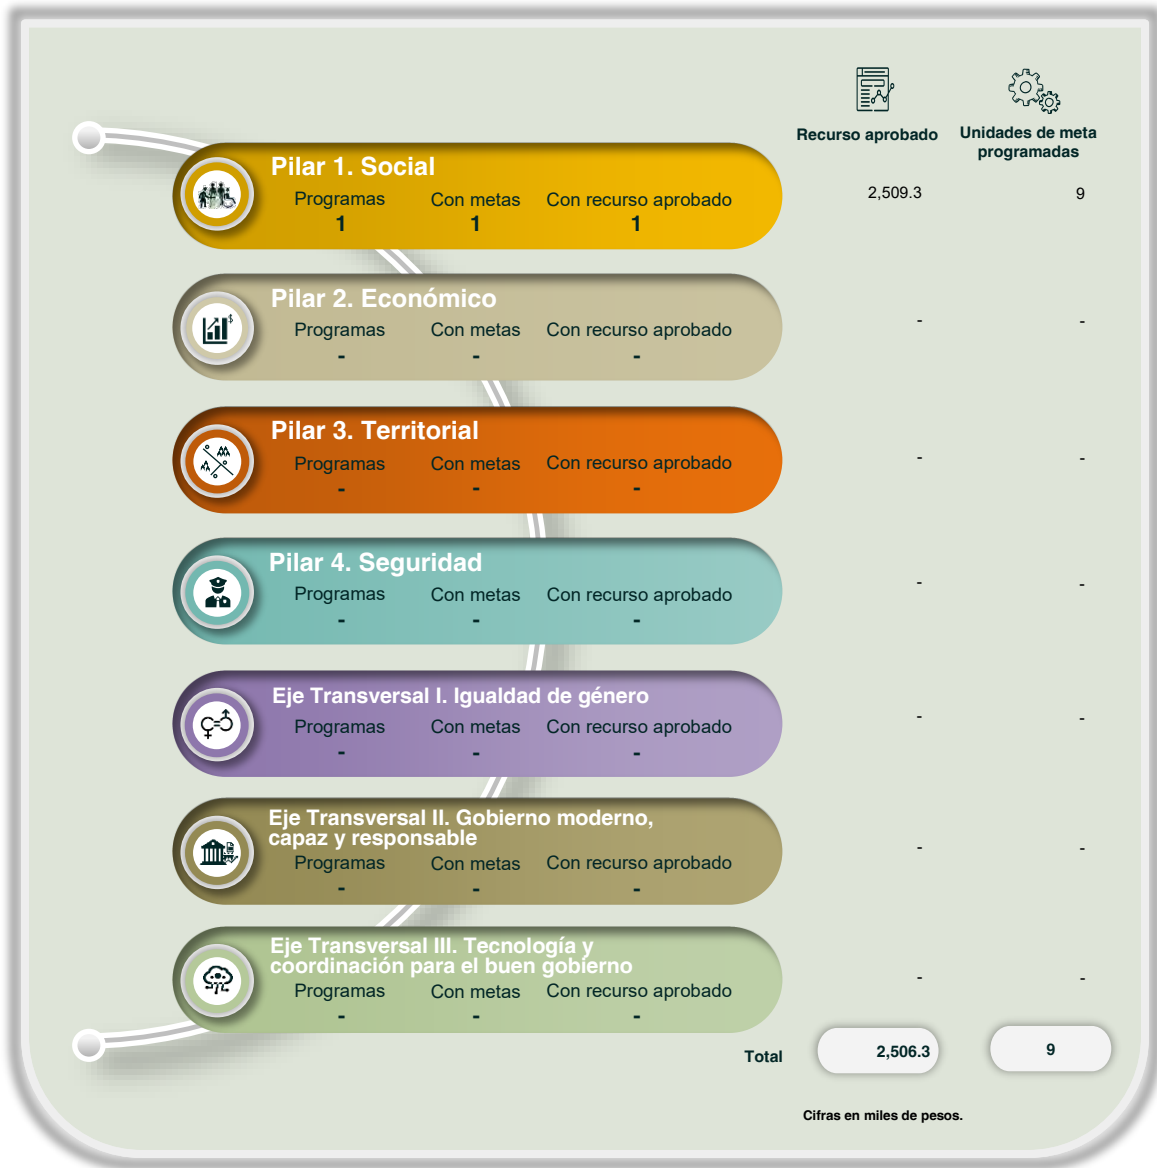 Recurso aprobado
Unidades de meta
programadas
Pilar 1. Social
Programas Con metas Con recurso aprobado
1 1 1
2,509.3 9
Pilar 2. Económico
Programas Con metas Con recurso aprobado
- - -
- -
Pilar 3. Territorial
Programas Con metas Con recurso aprobado
- - -
- -
Pilar 4. Seguridad
Programas Con metas Con recurso aprobado
- - -
- -
Eje Transversal I. Igualdad de género
Programas Con metas Con recurso aprobado
- - -
- -
Eje Transversal II. Gobierno moderno,
capaz y responsable
Programas Con metas Con recurso aprobado
- - -
- -
Eje Transversal III. Tecnología y
coordinación para el buen gobierno
Programas Con metas Con recurso aprobado
- - -
- -
Total 2,506.3 9
Cifras en miles de pesos.